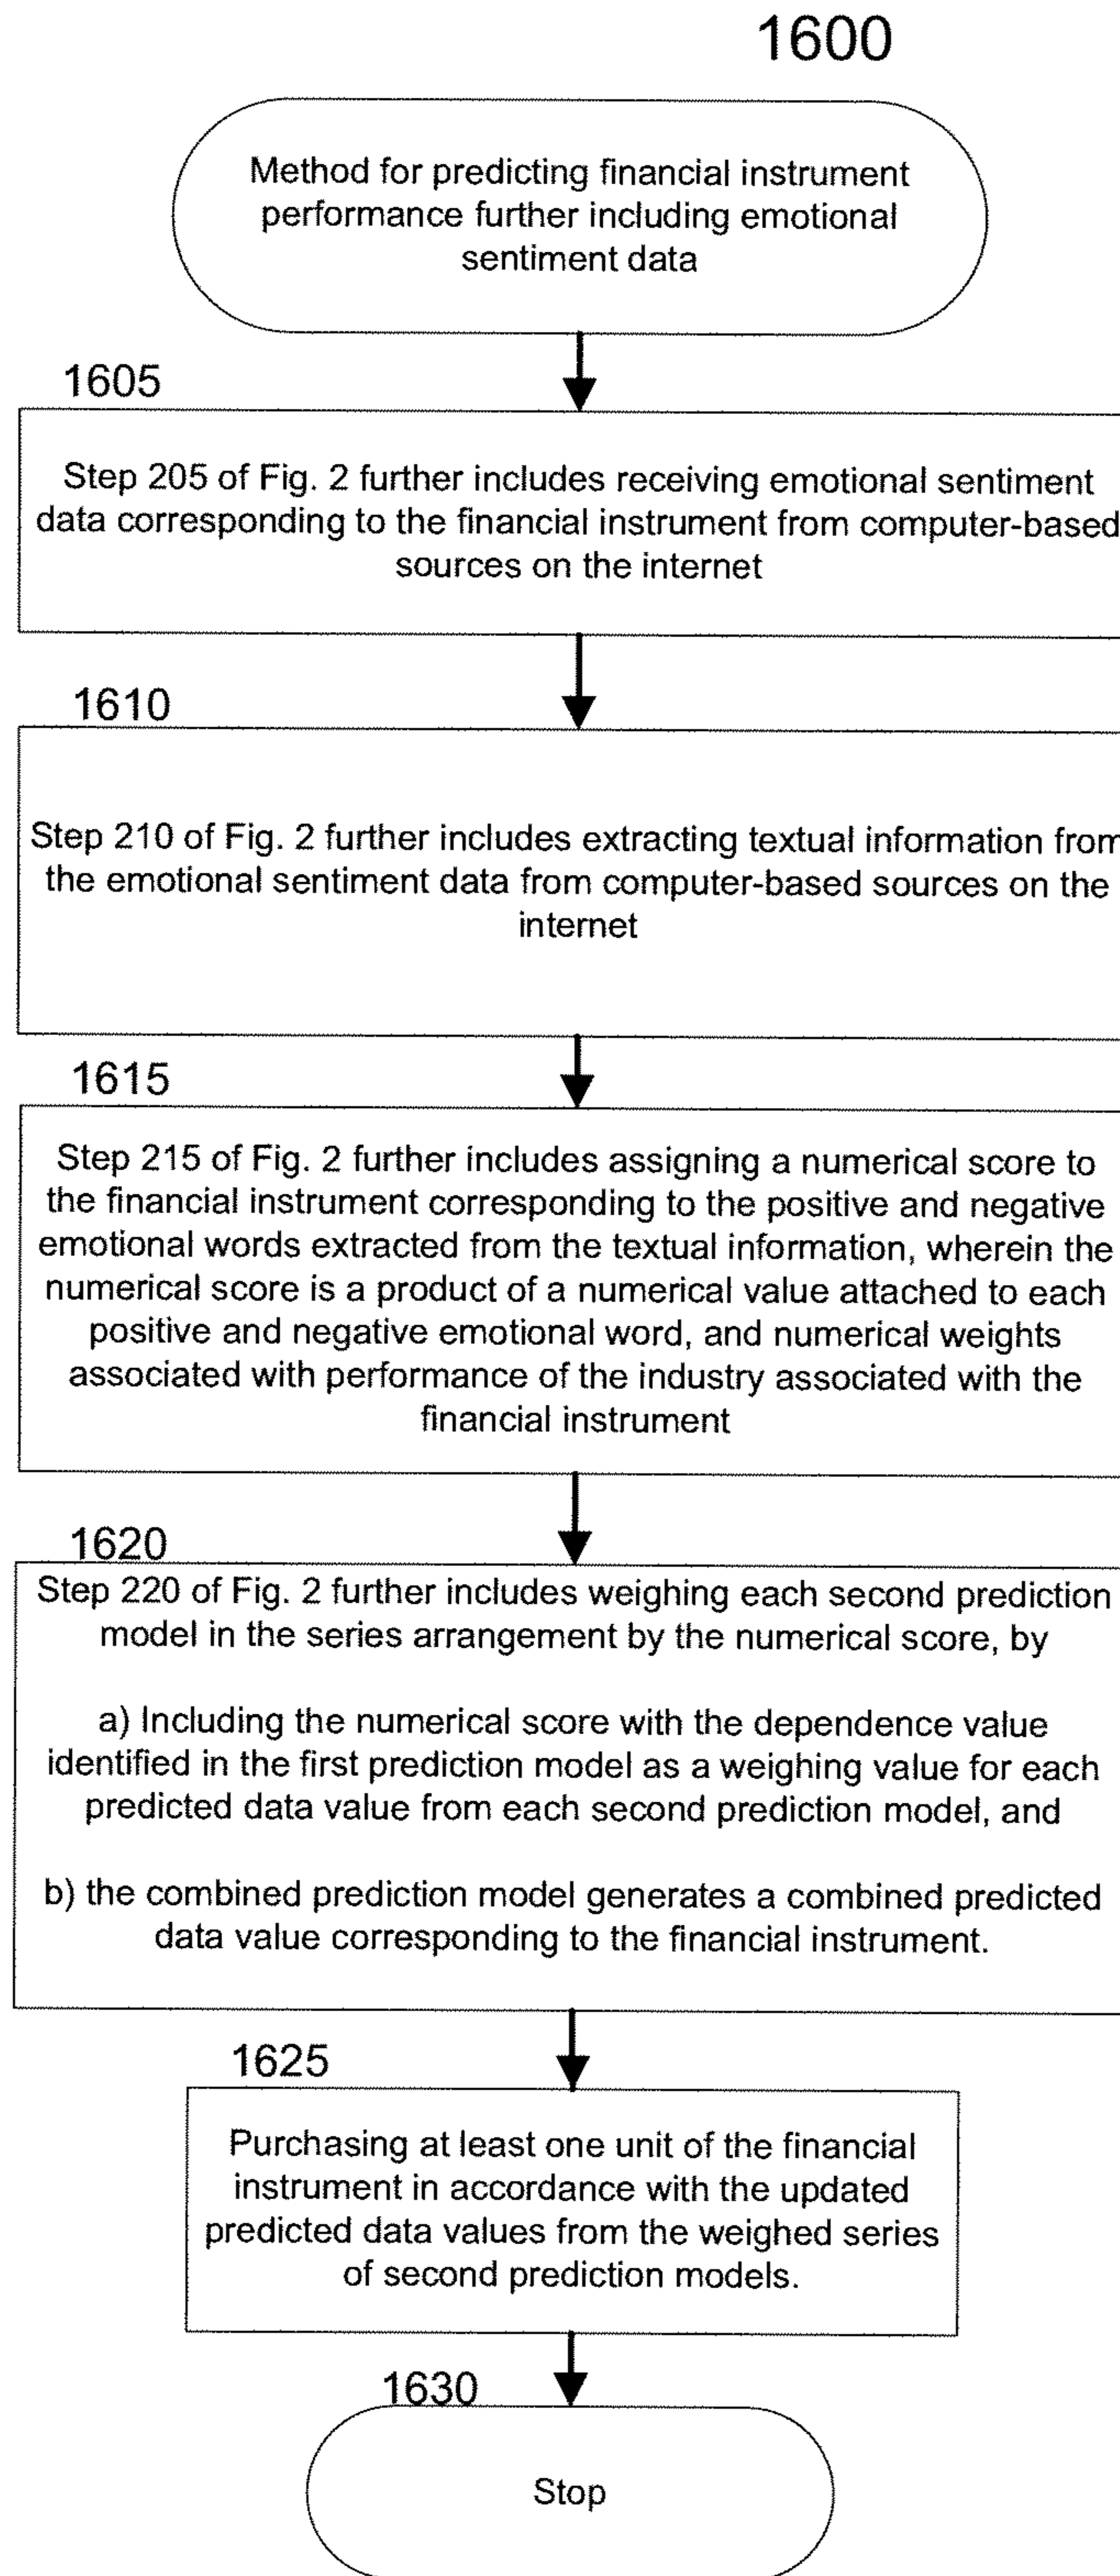 1600
Method for predicting financial instrument
performance further including emotional
sentiment data
1605
Step 205 of Fig. 2 further includes receiving emotional sentiment
data corresponding to the financial instrument from computer-based
sources on the internet
1610
Step 210 of Fig. 2 further includes extracting textual information from
the emotional sentiment data from computer-based sources on the
internet
1615
Step 215 of Fig. 2 further includes assigning a numerical score to
the financial instrument corresponding to the positive and negative
emotional words extracted from the textual information, wherein the
numerical score is a product of a numerical value attached to each
positive and negative emotional word, and numerical weights
associated with performance of the industry associated with the
financial instrument
1620
Step 220 of Fig. 2 further includes weighing each second prediction
model in the series arrangement by the numerical score, by
a) Including the numerical score with the dependence value
identified in the first prediction model as a weighing value for each
predicted data value from each second prediction model, and
b) the combined prediction model generates a combined predicted
data value corresponding to the financial instrument.
1625
Purchasing at least one unit of the financial
instrument in accordance with the updated
predicted data values from the weighed series
of second prediction models.
1630
Stop